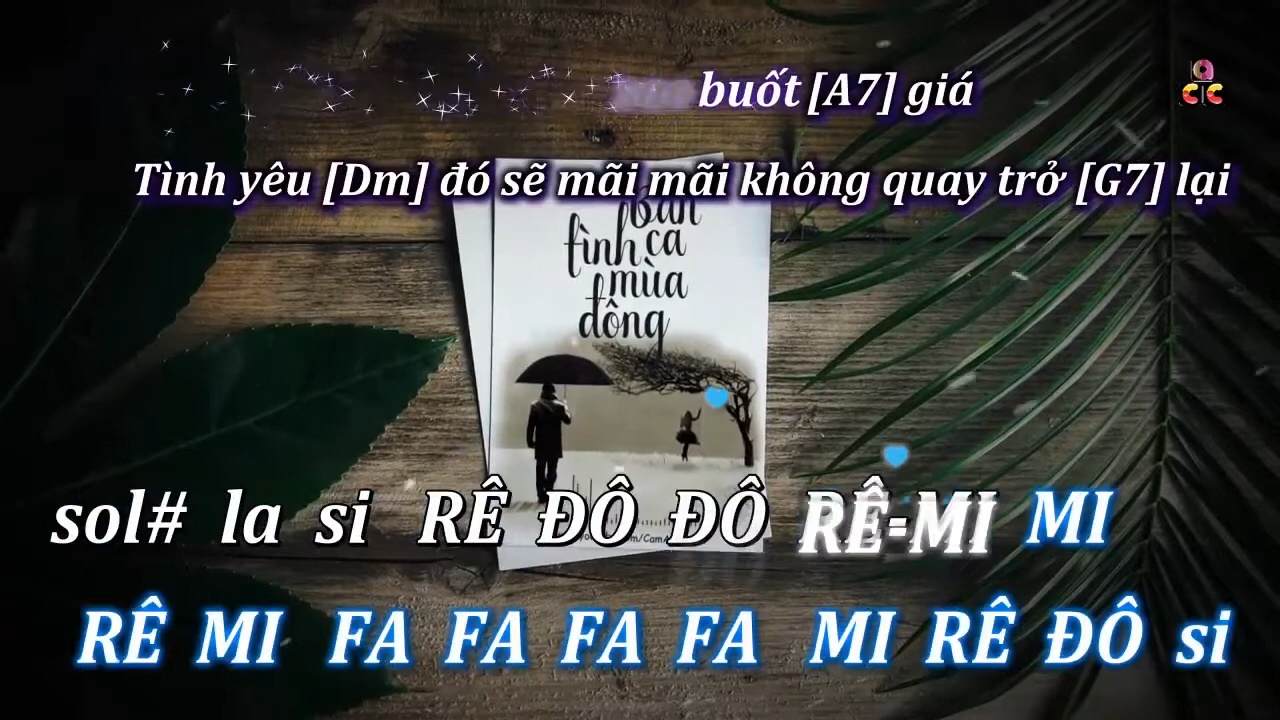 buốt [A7] giá
Tình yêu [Dm] đó sẽ mãi mãi không quay trở [G7] lại
Bản
tình ca
mùa
đông
sol# la si RÊ ĐÔ ĐÔ RÊ-MI MI
RÊ MI FA FA FA FA MI RÊ ĐÔ si